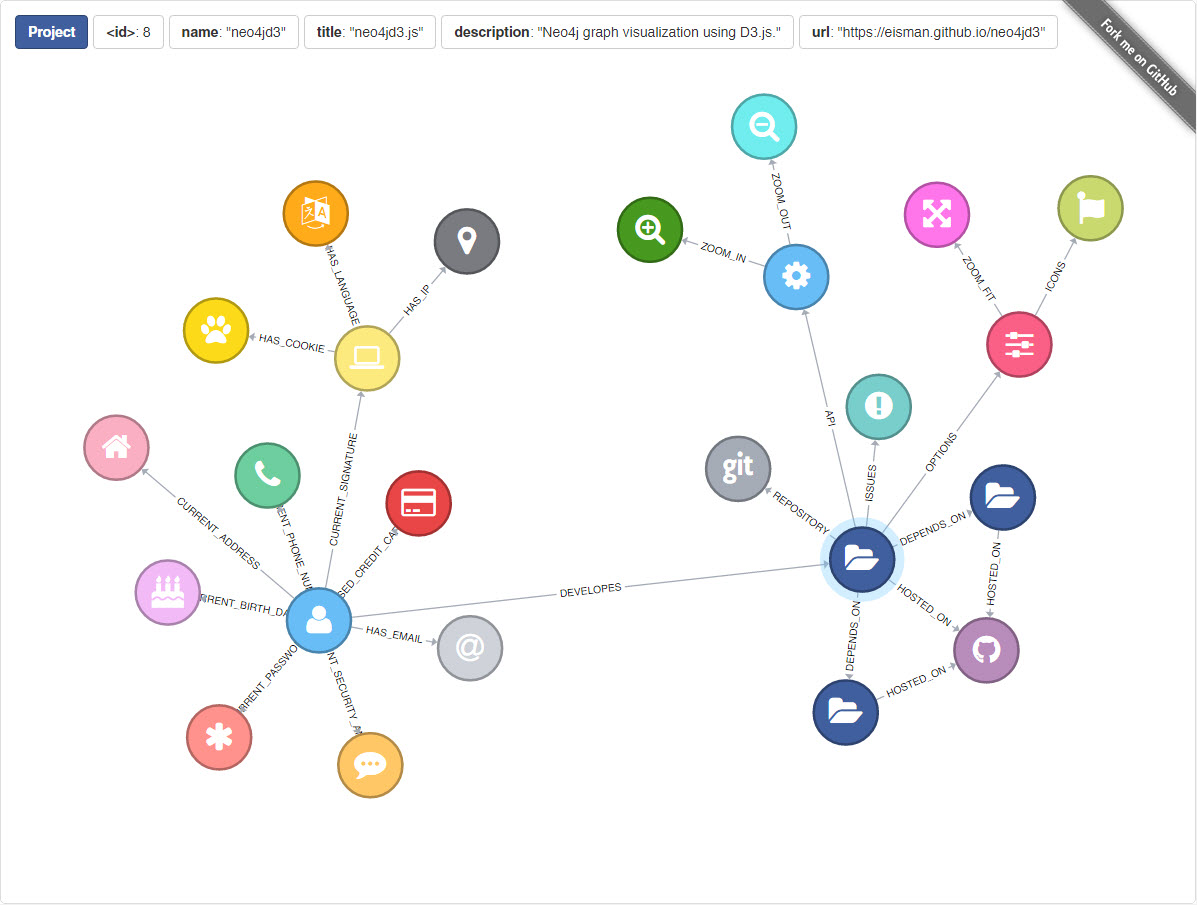 Project
<id>: 8
name: "neo4jd3"
title: "neo4jd3.js"
description: "Neo4j graph visualization using D3.js."
url: "https://eisman.github.io/neo4jd3"
Fork me on GitHub
ZOOM_OUT
ZOOM_IN
ZOOM_FIT
ICONS
HAS_LANGUAGE
HAS_IP
HAS_COOKIE
API
OPTIONS
ISSUES
git
REPOSITORY
DEPENDS_ON
CURRENT_SIGNATURE
CURRENT_ADDRESS
ENT_PHONE_NUM
SED_CREDIT_CAR
HOSTED_ON
DEVELOPES
HOSTED_ON
RRENT_BIRTH_DA
HAS_EMAIL
@
DEPENDS_ON
RRENT_PASSWO
NT_SECURITY_A
HOSTED_ON